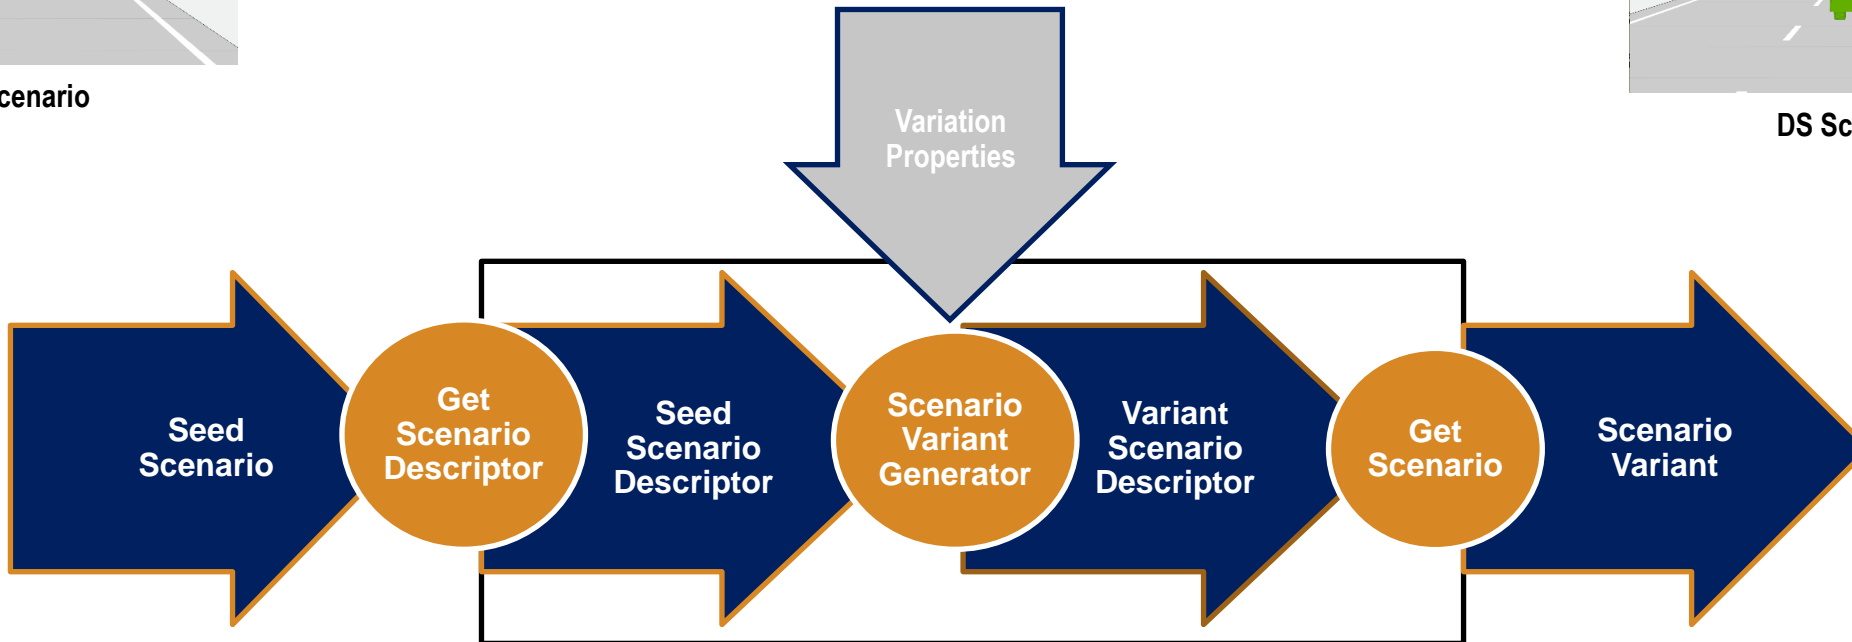 cenario
DS Sc
Variation
Properties
Seed
Scenario
Get
Scenario
Descriptor
Seed
Scenario
Descriptor
Scenario
Variant
Generator
Variant
Scenario
Descriptor
Get
Scenario
Scenario
Variant